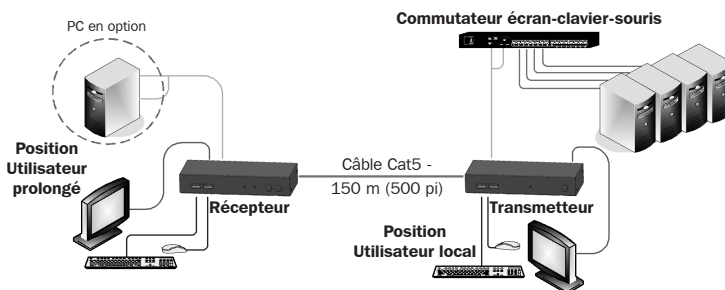 PC en option
Commutateur écran-clavier-souris
Position
Utilisateur
prolongé
Câble Cat5 -
150 m (500 pi)
Récepteur
Transmetteur
Position
Utilisateur local